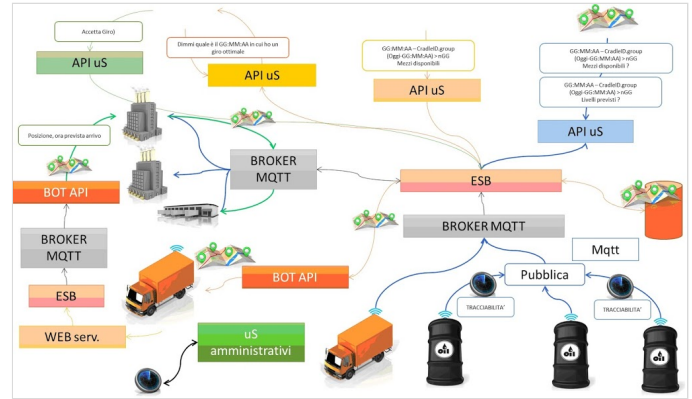 Accetta Giro)
API uS
Dimmi quale è il GG:MM:AA in cui ho un
giro ottimale
API uS
GG:MM:AA – CradleID.group
(Oggi-GG:MM:AA) > nGG
Mezzi disponibili
API uS
GG:MM:AA – CradleID.group
(Oggi-GG:MM:AA) > nGG
Mezzi disponibili ?
GG:MM:AA – CradleID.group
(Oggi-GG:MM:AA) > nGG
Livelli previsti ?
API uS
Posizione, ora prevista arrivo
BOT API
BROKER
MQTT
ESB
WEB serv.
BROKER
MQTT
ESB
BROKER MQTT
BOT API
uS
amministrativi
Mqtt
Pubblica
TRACCIABILITA'
TRACCIABILITA'
oil
oil
oil